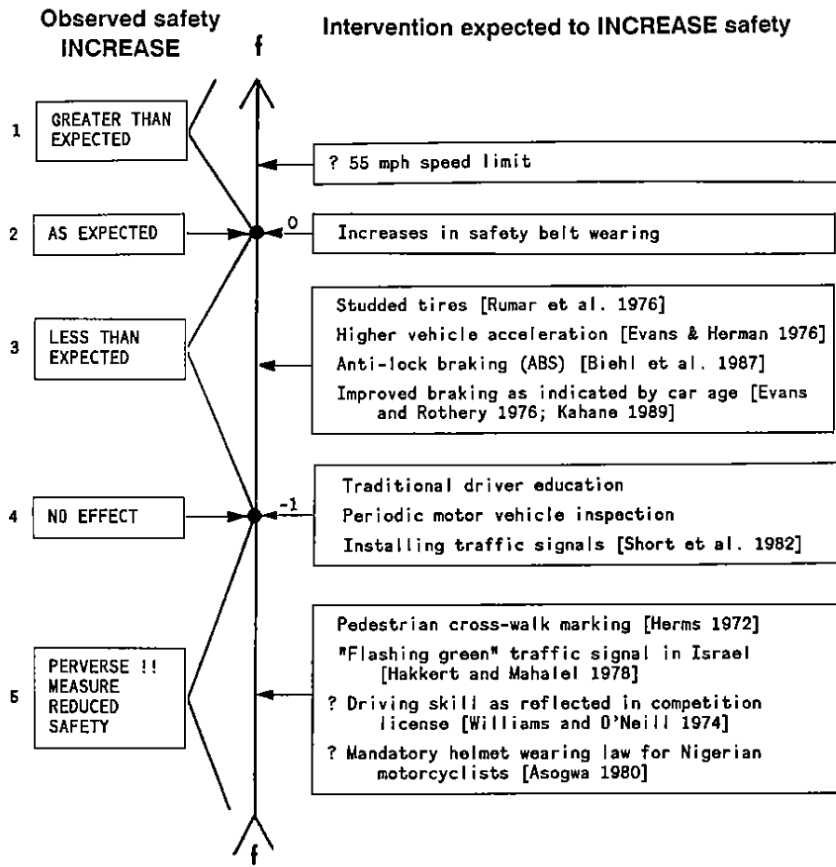 Observed safety
INCREASE
f
Intervention expected to INCREASE safety
1
GREATER THAN
EXPECTED
? 55 mph speed limit
2
AS EXPECTED
0
Increases in safety belt wearing
3
LESS THAN
EXPECTED
Studded tires [Rumar et al. 1976]
Higher vehicle acceleration [Evans & Herman 1976]
Anti-lock braking (ABS) [Biehl et al. 1987]
Improved braking as indicated by car age [Evans
and Rothery 1976; Kahane 1989]
4
NO EFFECT
-1
Traditional driver education
Periodic motor vehicle inspection
Installing traffic signals [Short et al. 1982]
5
PERVERSE !!
MEASURE
REDUCED
SAFETY
Pedestrian cross-walk marking [Herms 1972]
"Flashing green" traffic signal in Israel
[Hakkert and Mahalel 1978]
? Driving skill as reflected in competition
license [Williams and O'Neill 1974]
? Mandatory helmet wearing law for Nigerian
motorcyclists [Asogwa 1980]
f